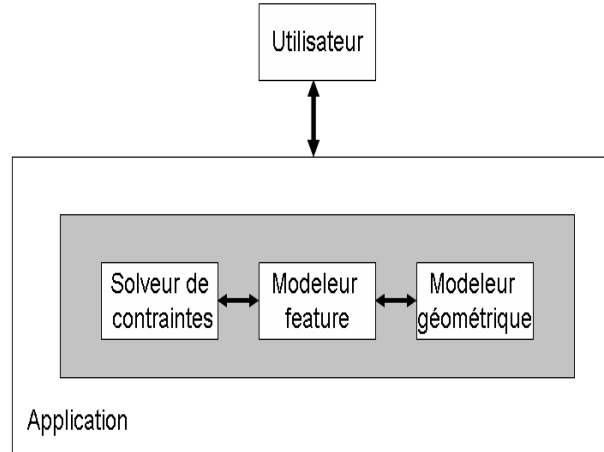 Utilisateur
Solveur de
contraintes
Modeleur
feature
Modeleur
géométrique
Application